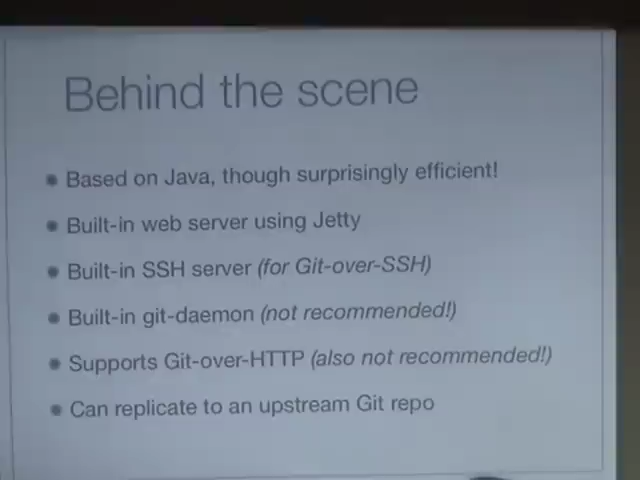 Behind the scene
Based on Java, though surprisingly efficient!
Built-in web server using Jetty
Built-in SSH server (for Git-over-SSH)
Built-in git-daemon (not recommended!)
Supports Git-over-HTTP (also not recommended!)
Can replicate to an upstream Git repo